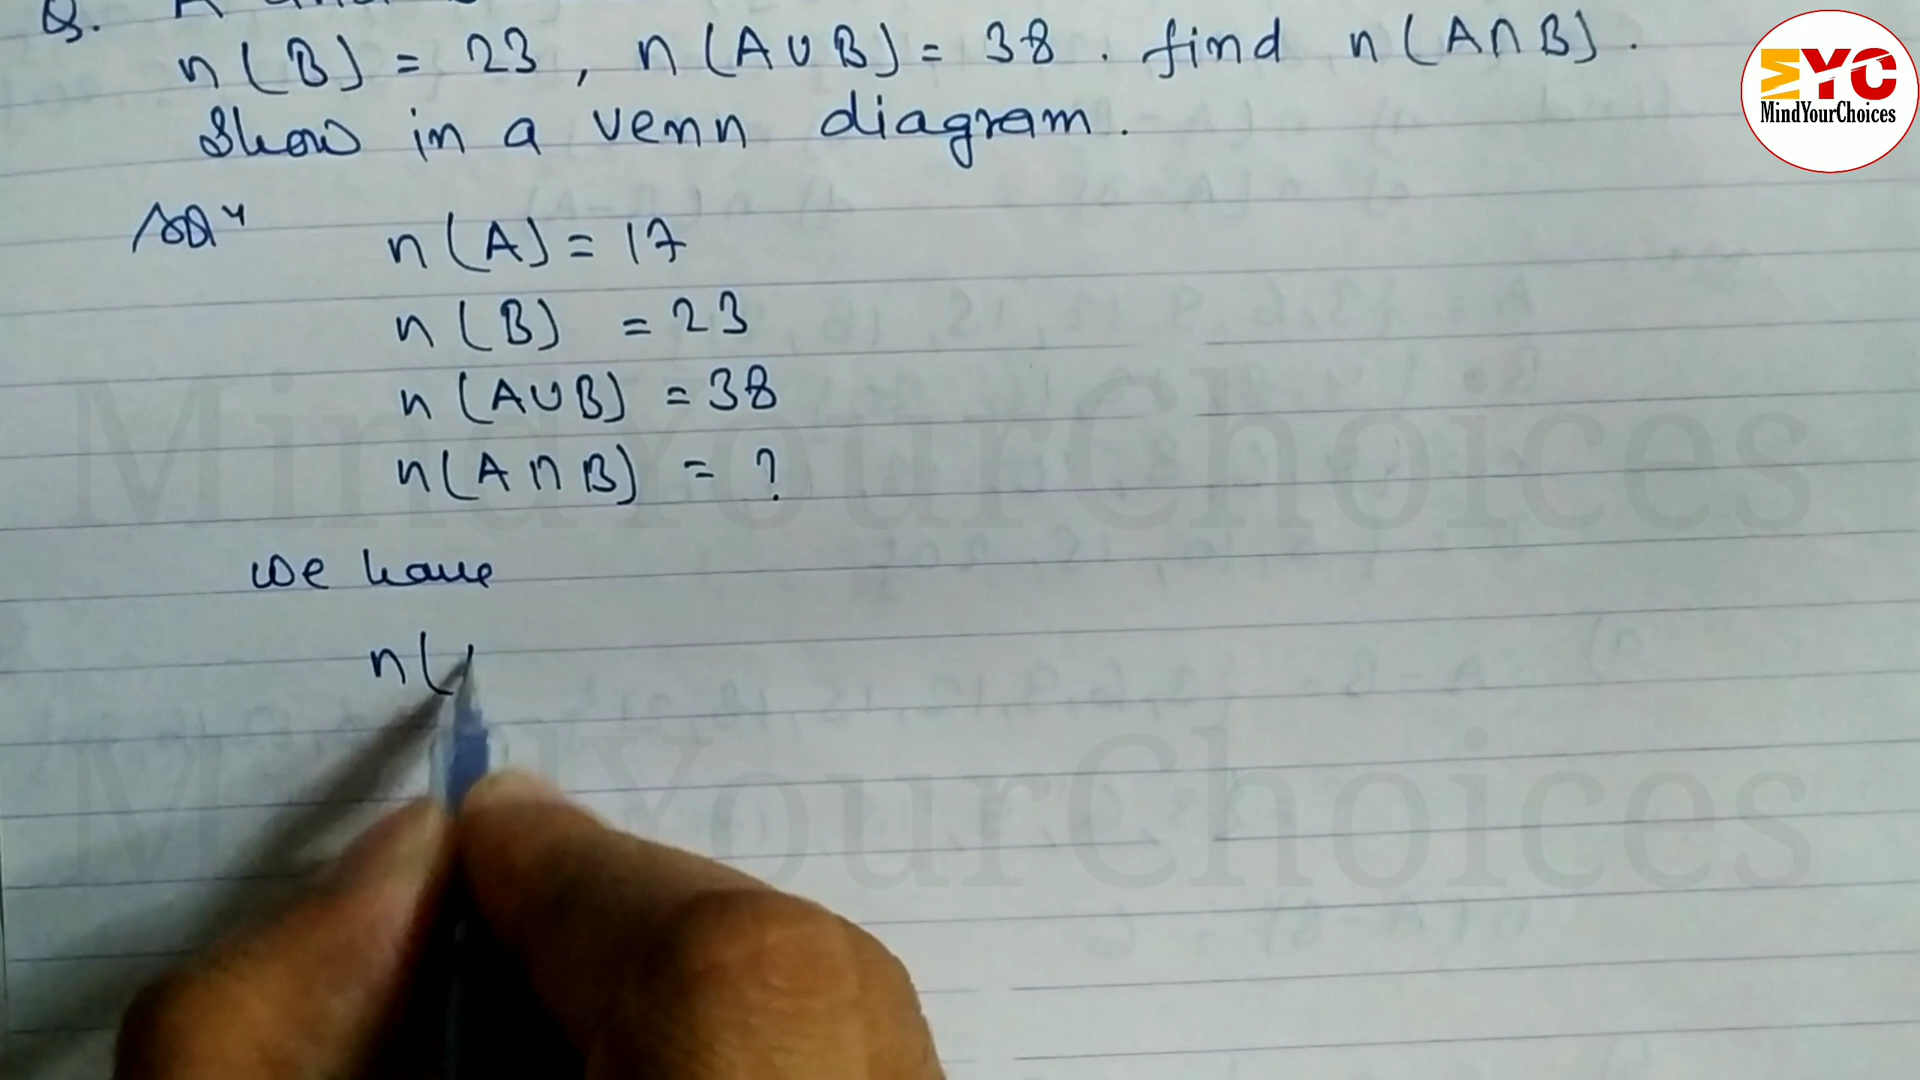 Q.
n(B) = 23, n(A∪B) = 38. find n(A∩B).
Show in a venn diagram.
Solⁿ
n(A) = 17
n(B) = 23
n(A∪B) = 38
n(A∩B) = ?
we have
n(
MYC
MindYourChoices
MindYourChoices
MindYourChoices